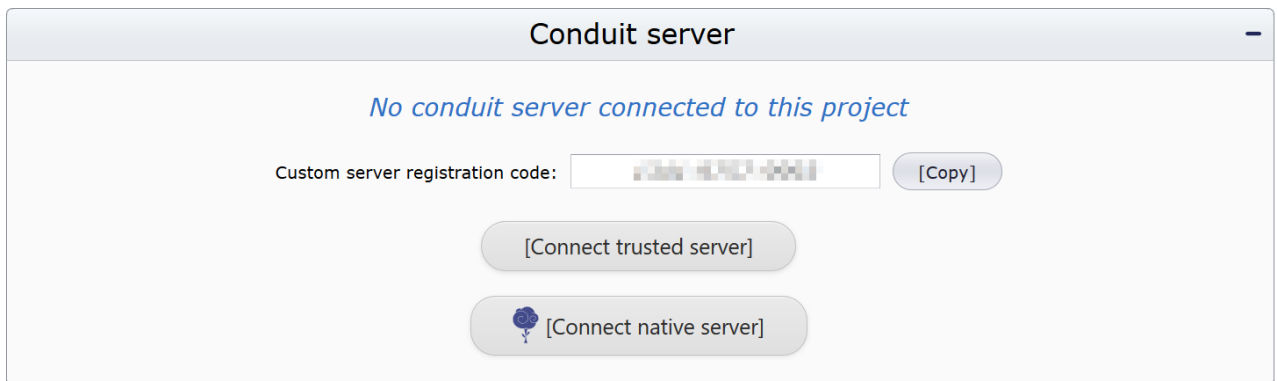 Conduit server
No conduit server connected to this project
Custom server registration code: [Copy]
[Connect trusted server]
[Connect native server]